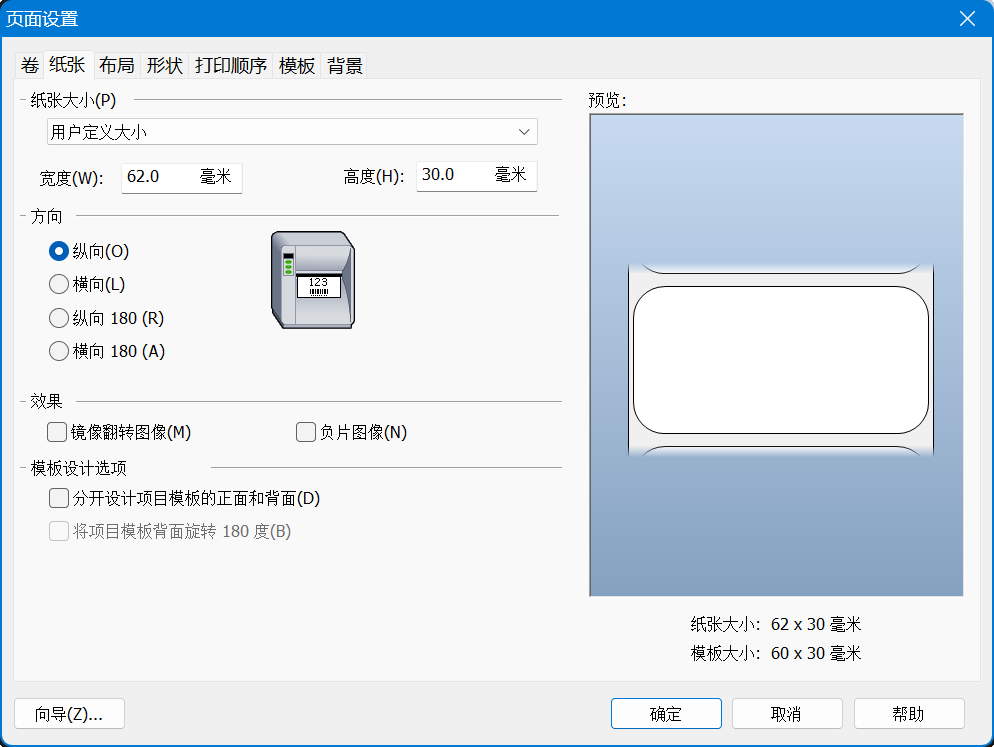 页面设置
卷 纸张 布局 形状 打印顺序 模板 背景
纸张大小(P)
用户定义大小
宽度(W): 62.0 毫米 高度(H): 30.0 毫米
方向
纵向(O)
横向(L)
纵向 180 (R)
横向 180 (A)
123
效果
镜像翻转图像(M) 负片图像(N)
模板设计选项
分开设计项目模板的正面和背面(D)
将项目模板背面旋转 180 度(B)
预览:
纸张大小: 62 x 30 毫米
模板大小: 60 x 30 毫米
向导(Z)... 确定 取消 帮助